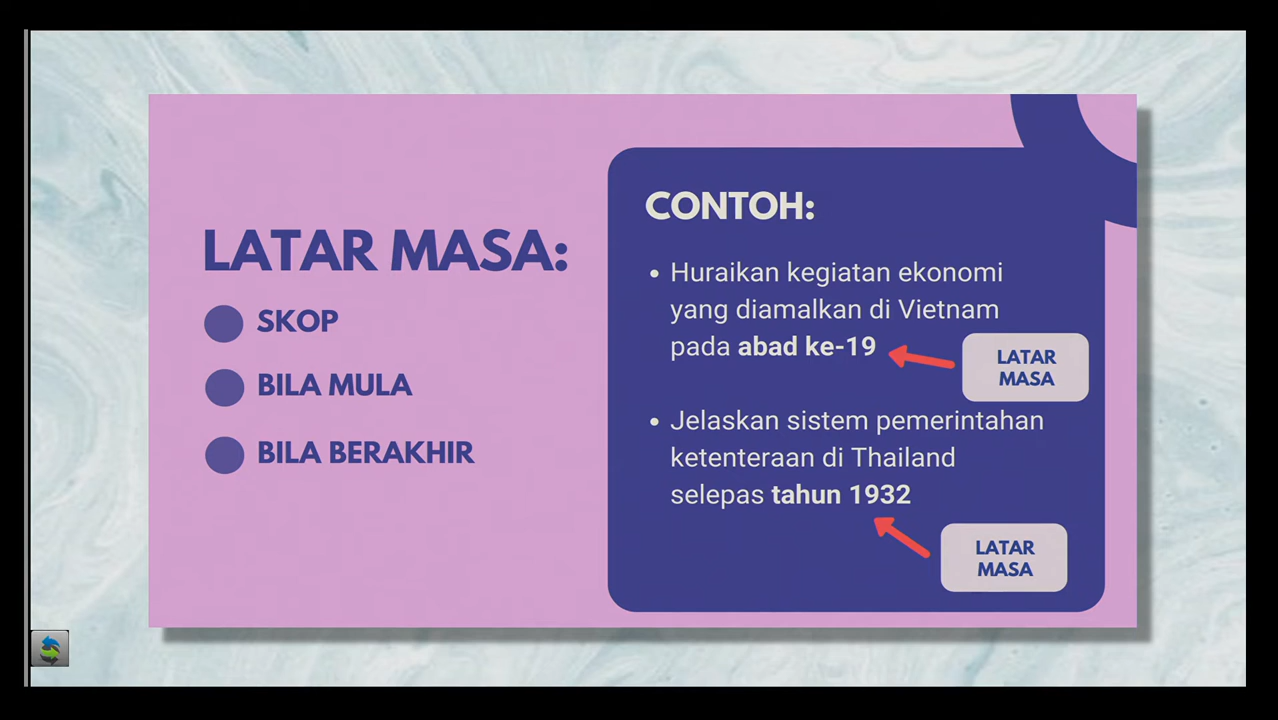 LATAR MASA:
SKOP
BILA MULA
BILA BERAKHIR
CONTOH:
• Huraikan kegiatan ekonomi
yang diamalkan di Vietnam
pada abad ke-19
LATAR
MASA
• Jelaskan sistem pemerintahan
ketenteraan di Thailand
selepas tahun 1932
LATAR
MASA